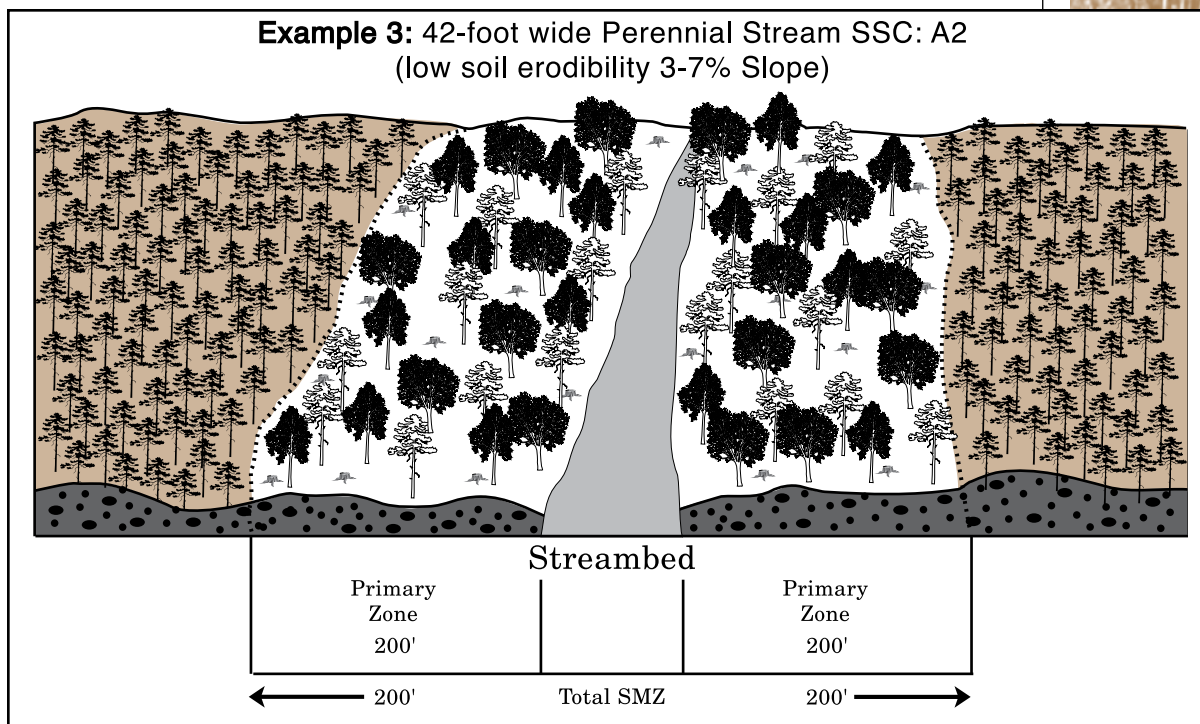 Example 3: 42-foot wide Perennial Stream SSC: A2
(low soil erodibility 3-7% Slope)
Streambed
Primary
Zone
200'
Primary
Zone
200'
200'
Total SMZ
200'